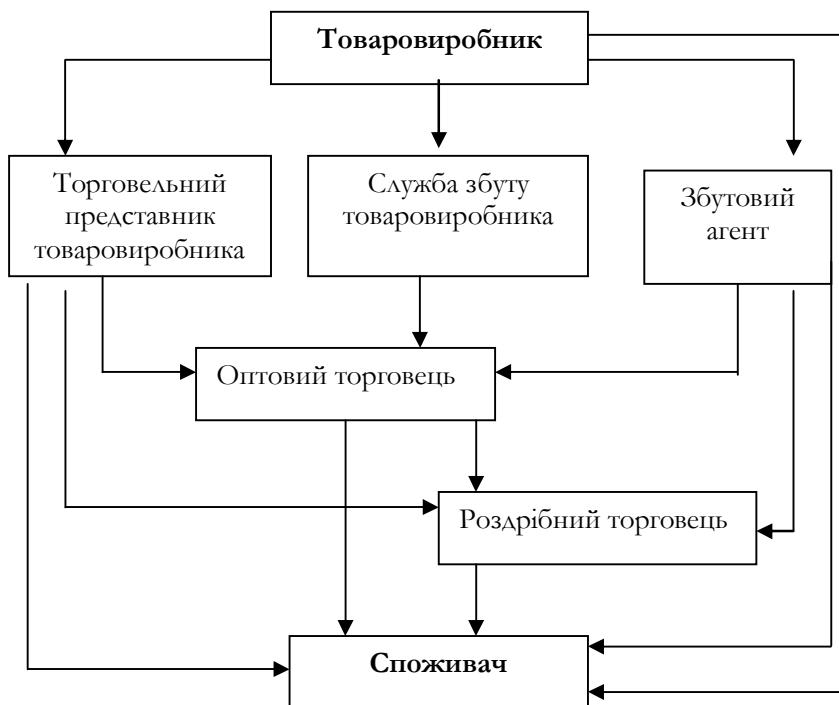 Товаровиробник
Торговельний
представник
товаровиробника
Служба збуту
товаровиробника
Збутовий
агент
Оптовий торговець
Роздрібний торговець
Споживач